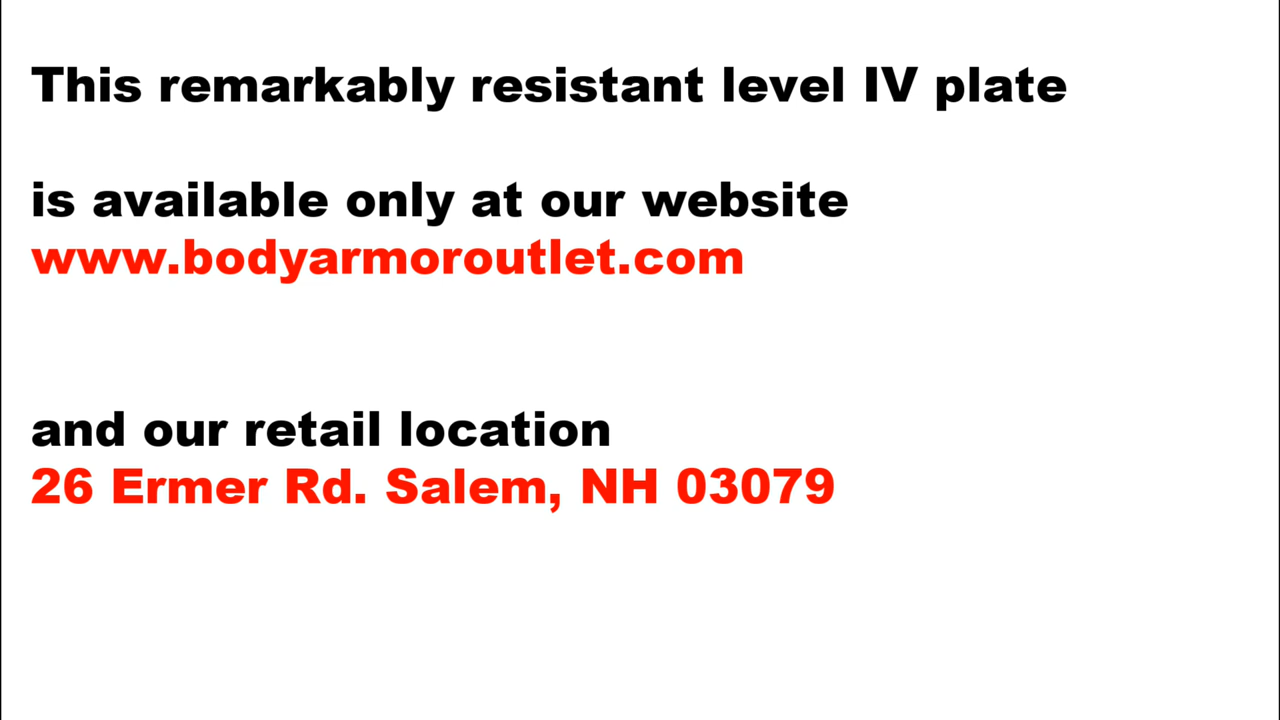 This remarkably resistant level IV plate
is available only at our website
www.bodyarmoroutlet.com
and our retail location
26 Ermer Rd. Salem, NH 03079